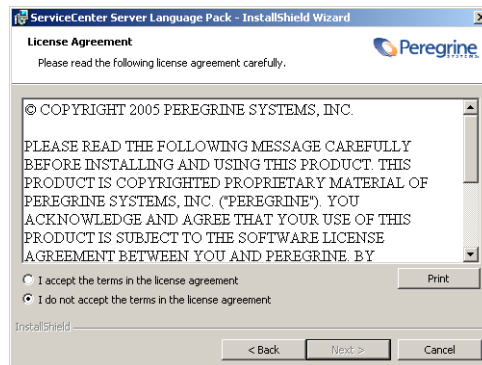 ServiceCenter Server Language Pack - InstallShield Wizard
License Agreement
Please read the following license agreement carefully.
Peregrine
SYSTEMS
© COPYRIGHT 2005 PEREGRINE SYSTEMS, INC.
PLEASE READ THE FOLLOWING MESSAGE CAREFULLY
BEFORE INSTALLING AND USING THIS PRODUCT. THIS
PRODUCT IS COPYRIGHTED PROPRIETARY MATERIAL OF
PEREGRINE SYSTEMS, INC. ("PEREGRINE"). YOU
ACKNOWLEDGE AND AGREE THAT YOUR USE OF THIS
PRODUCT IS SUBJECT TO THE SOFTWARE LICENSE
AGREEMENT BETWEEN YOU AND PEREGRINE. BY
I accept the terms in the license agreement
Print
I do not accept the terms in the license agreement
InstallShield
< Back
Next >
Cancel